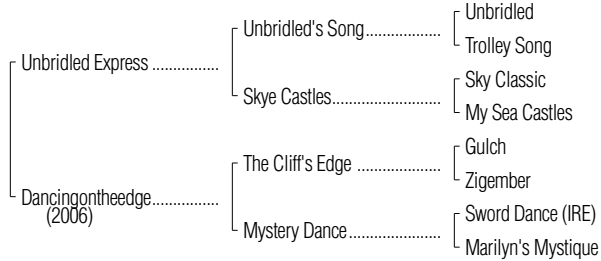 Unbridled
Unbridled's Song..................
Trolley Song
Unbridled Express ................
Sky Classic
Skye Castles..........................
My Sea Castles
Gulch
The Cliff's Edge ....................
Zigember
Dancingontheedge................
(2006)
Sword Dance (IRE)
Mystery Dance......................
Marilyn's Mystique